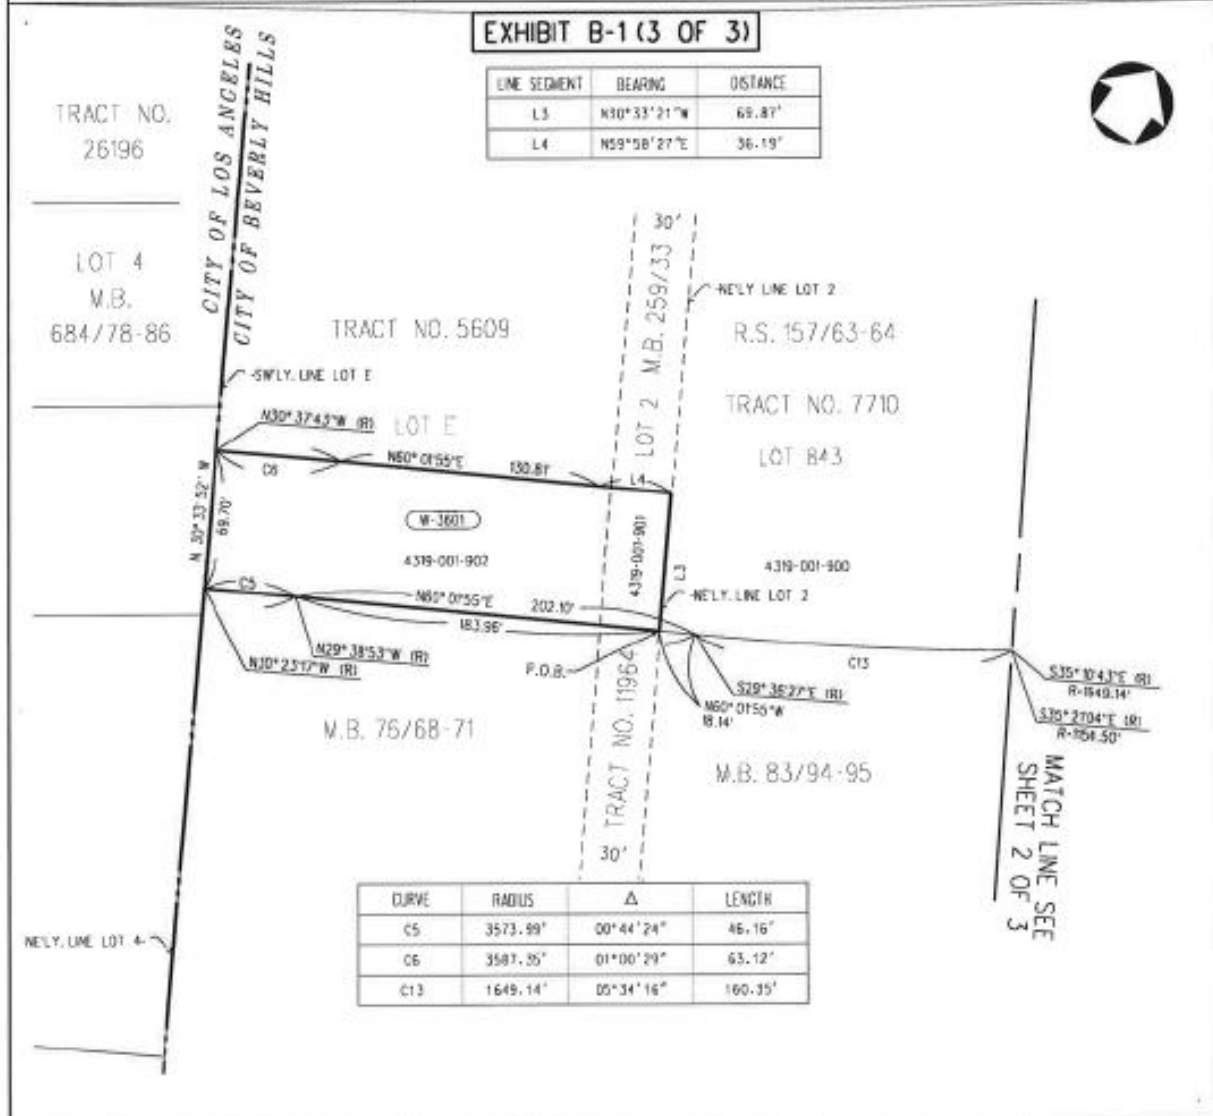 EXHIBIT B-1 (3 OF 3)
LINE SEGMENT BEARING DISTANCE
L3 N30°33'21"W 69.87'
L4 N59°58'27"E 36.19'
TRACT NO.
26196
CITY OF LOS ANGELES
CITY OF BEVERLY HILLS
LOT 4
M.B.
684/78-86
TRACT NO. 5609
30'
LOT 2 M.B. 259/33
NE'LY LINE LOT 2
R.S. 157/63-64
TRACT NO. 7710
LOT 843
SW'LY. LINE LOT E
N30°37'43"W (R)
LOT E
C6
N60°01'55"E
130.81'
L4
N 30°33'52" W
69.70'
W-3601
4319-001-902
4319-001-901
L3
4319-001-900
NE'LY. LINE LOT 2
C5
N60°01'55"E
202.10'
183.96'
N29°38'53"W (R)
N30°23'17"W (R)
P.O.B.
C13
S29°36'27"E (R)
N60°01'55"W
18.14'
S35°10'43"E (R)
R=1649.14'
S35°21'04"E (R)
M.B. 76/68-71
TRACT NO. 11964
30'
M.B. 83/94-95
MATCH LINE SEE
SHEET 2 OF 3
CURVE RADIUS Δ LENGTH
C5 3573.99' 00°44'24" 46.16'
C6 3587.35' 01°00'29" 63.12'
C13 1649.14' 05°34'16" 160.35'
NE'LY. LINE LOT 4